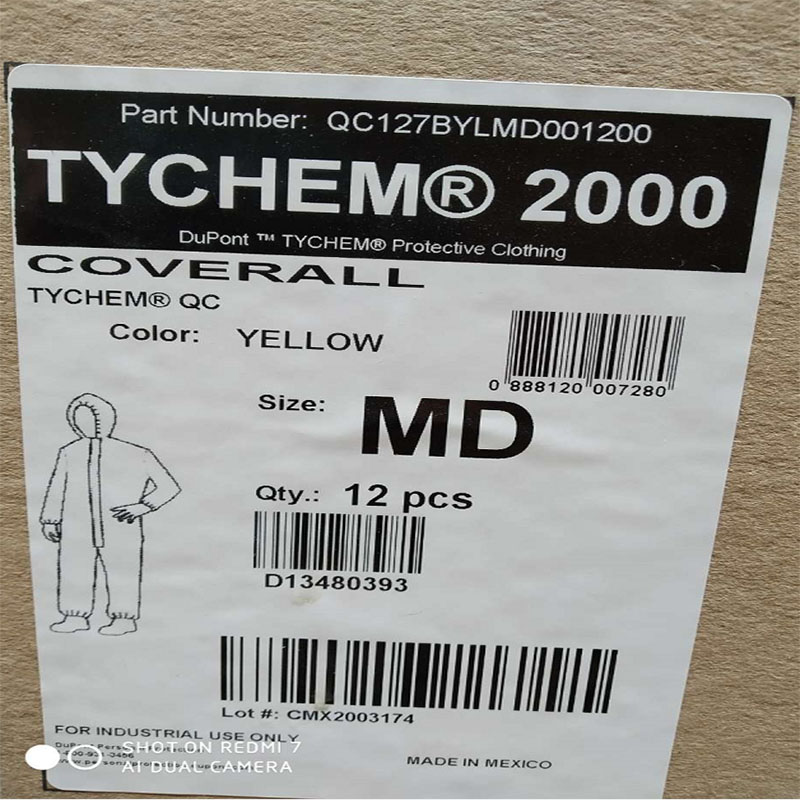 Part Number: QC127BYLMD001200
TYCHEM® 2000
DuPont ™ TYCHEM® Protective Clothing
COVERALL
TYCHEM® QC
Color: YELLOW
0 888120 007280
Size: MD
Qty.: 12 pcs
D13480393
Lot #: CMX2003174
FOR INDUSTRIAL USE ONLY
MADE IN MEXICO
SHOT ON REDMI 7
AI DUAL CAMERA